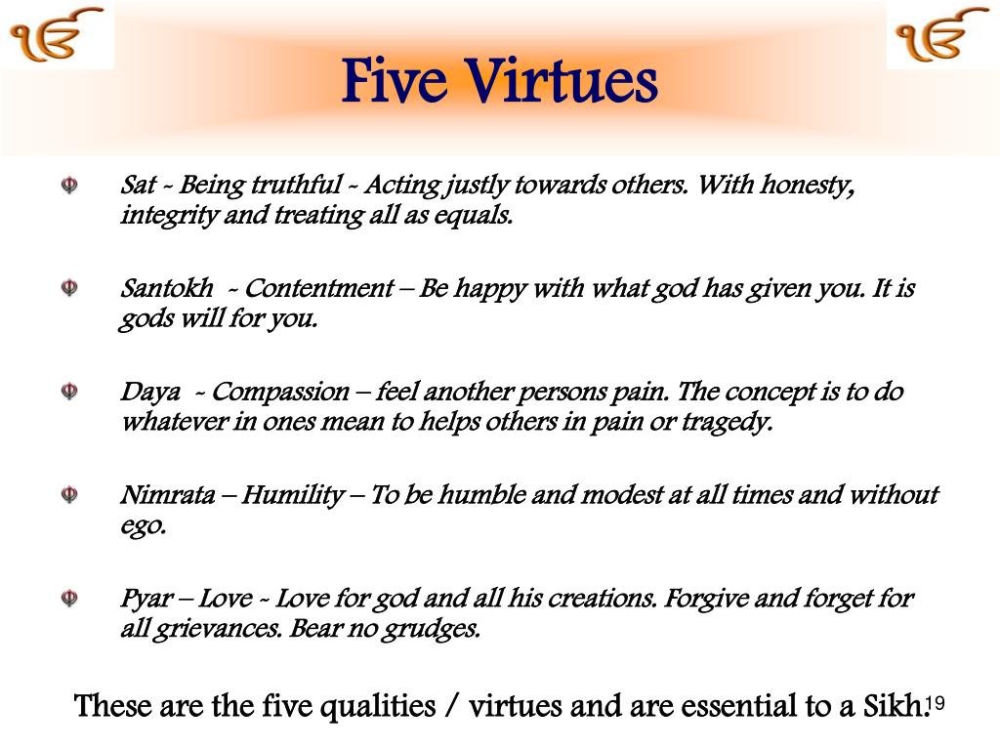 ੴ ੴ
Five Virtues
Sat - Being truthful - Acting justly towards others. With honesty,
integrity and treating all as equals.
Santokh - Contentment – Be happy with what god has given you. It is
gods will for you.
Daya - Compassion – feel another persons pain. The concept is to do
whatever in ones mean to helps others in pain or tragedy.
Nimrata – Humility – To be humble and modest at all times and without
ego.
Pyar – Love - Love for god and all his creations. Forgive and forget for
all grievances. Bear no grudges.
These are the five qualities / virtues and are essential to a Sikh.
19